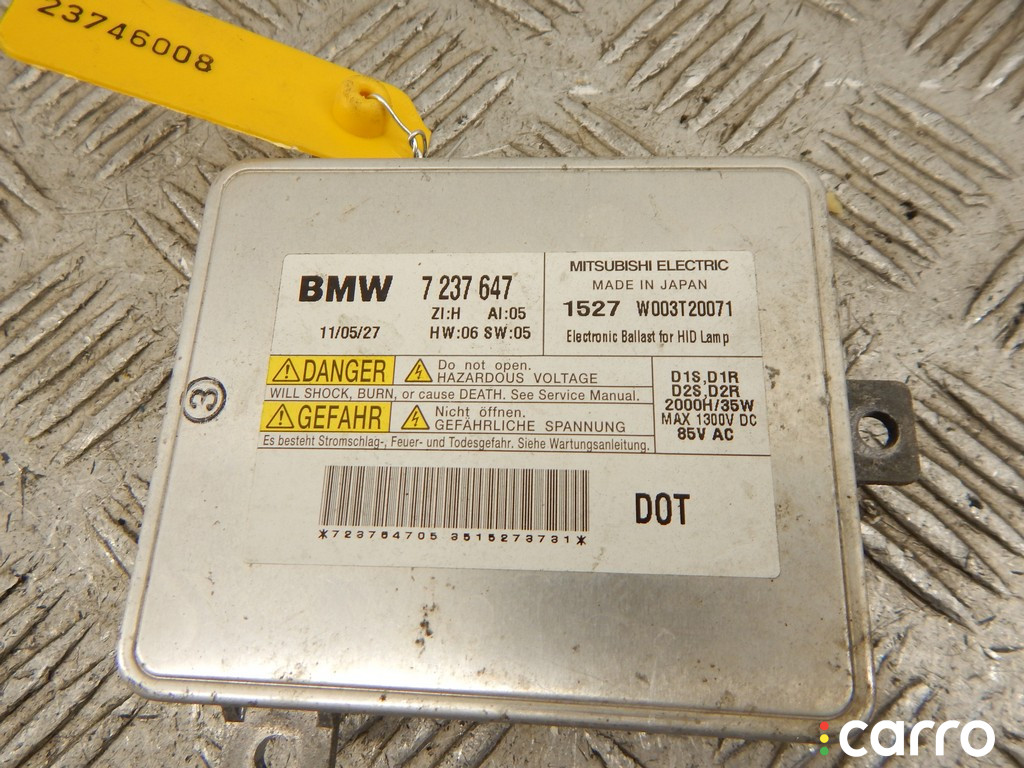 23746008
BMW 7 237 647
ZI:H AI:05
11/05/27 HW:06 SW:05
MITSUBISHI ELECTRIC
MADE IN JAPAN
1527 W003T20071
Electronic Ballast for HID Lamp
DANGER Do not open.
HAZARDOUS VOLTAGE
WILL SHOCK, BURN, or cause DEATH. See Service Manual.
GEFAHR Nicht öffnen.
GEFÄHRLICHE SPANNUNG
Es besteht Stromschlag-, Feuer- und Todesgefahr. Siehe Wartungsanleitung.
D1S,D1R
D2S,D2R
2000H/35W
MAX 1300V DC
85V AC
*723764705 3515273731*
DOT
3
carro